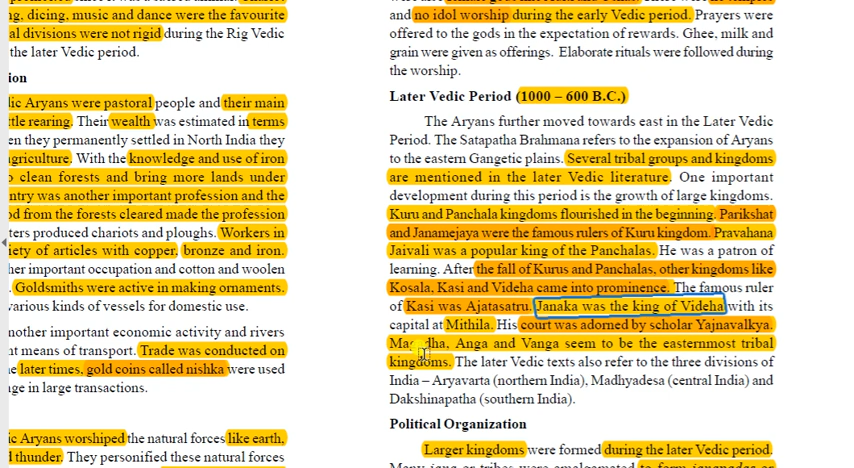 ng, dicing, music and dance were the favourite
al divisions were not rigid during the Rig Vedic
the later Vedic period.
ion
dic Aryans were pastoral people and their main
ttle rearing. Their wealth was estimated in terms
en they permanently settled in North India they
agriculture. With the knowledge and use of iron
o clean forests and bring more lands under
ntry was another important profession and the
od from the forests cleared made the profession
ters produced chariots and ploughs. Workers in
iety of articles with copper, bronze and iron.
her important occupation and cotton and woolen
Goldsmiths were active in making ornaments.
various kinds of vessels for domestic use.
nother important economic activity and rivers
nt means of transport. Trade was conducted on
e later times, gold coins called nishka were used
nge in large transactions.
ic Aryans worshiped the natural forces like earth,
d thunder. They personified these natural forces
and no idol worship during the early Vedic period. Prayers were
offered to the gods in the expectation of rewards. Ghee, milk and
grain were given as offerings. Elaborate rituals were followed during
the worship.
Later Vedic Period (1000 – 600 B.C.)
The Aryans further moved towards east in the Later Vedic
Period. The Satapatha Brahmana refers to the expansion of Aryans
to the eastern Gangetic plains. Several tribal groups and kingdoms
are mentioned in the later Vedic literature. One important
development during this period is the growth of large kingdoms.
Kuru and Panchala kingdoms flourished in the beginning. Parikshat
and Janamejaya were the famous rulers of Kuru kingdom. Pravahana
Jaivali was a popular king of the Panchalas. He was a patron of
learning. After the fall of Kurus and Panchalas, other kingdoms like
Kosala, Kasi and Videha came into prominence. The famous ruler
of Kasi was Ajatasatru. Janaka was the king of Videha with its
capital at Mithila. His court was adorned by scholar Yajnavalkya.
Magadha, Anga and Vanga seem to be the easternmost tribal
kingdoms. The later Vedic texts also refer to the three divisions of
India – Aryavarta (northern India), Madhyadesa (central India) and
Dakshinapatha (southern India).
Political Organization
Larger kingdoms were formed during the later Vedic period.